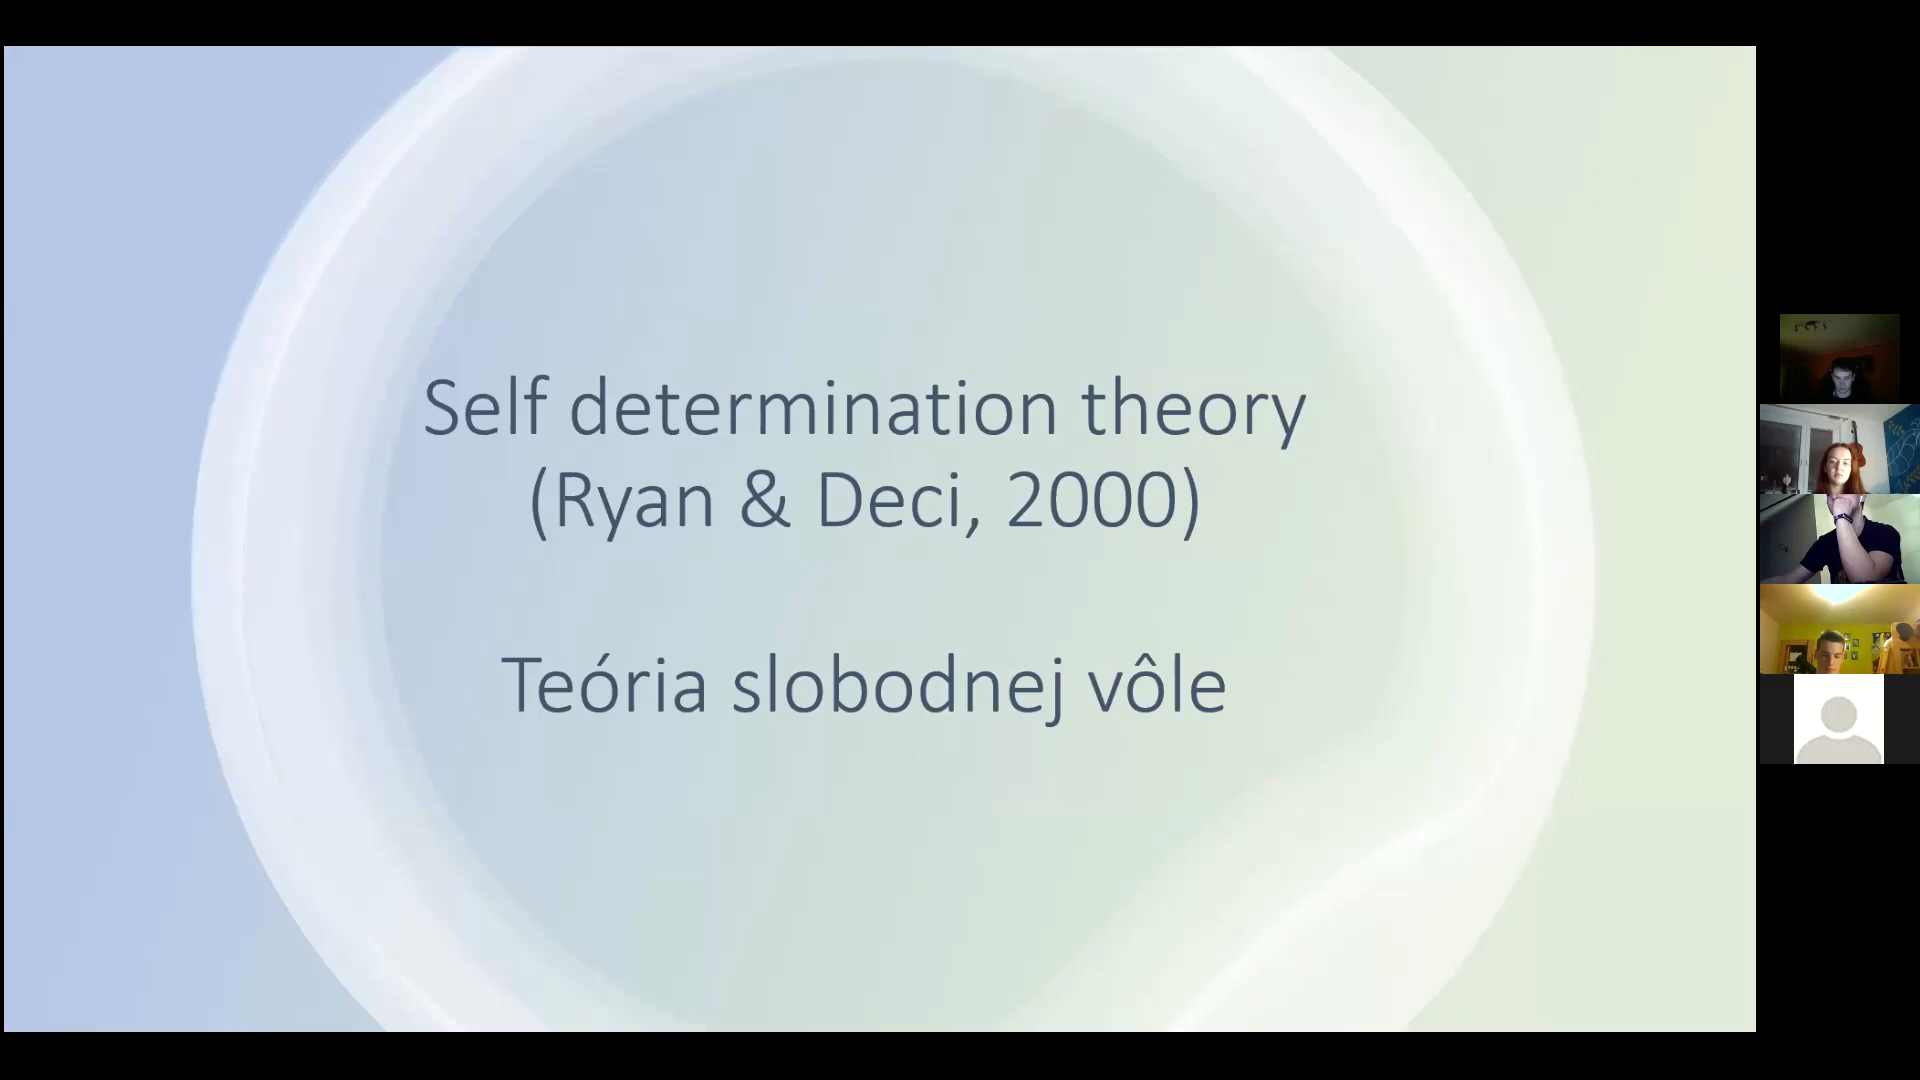 Self determination theory
(Ryan & Deci, 2000)
Teória slobodnej vôle